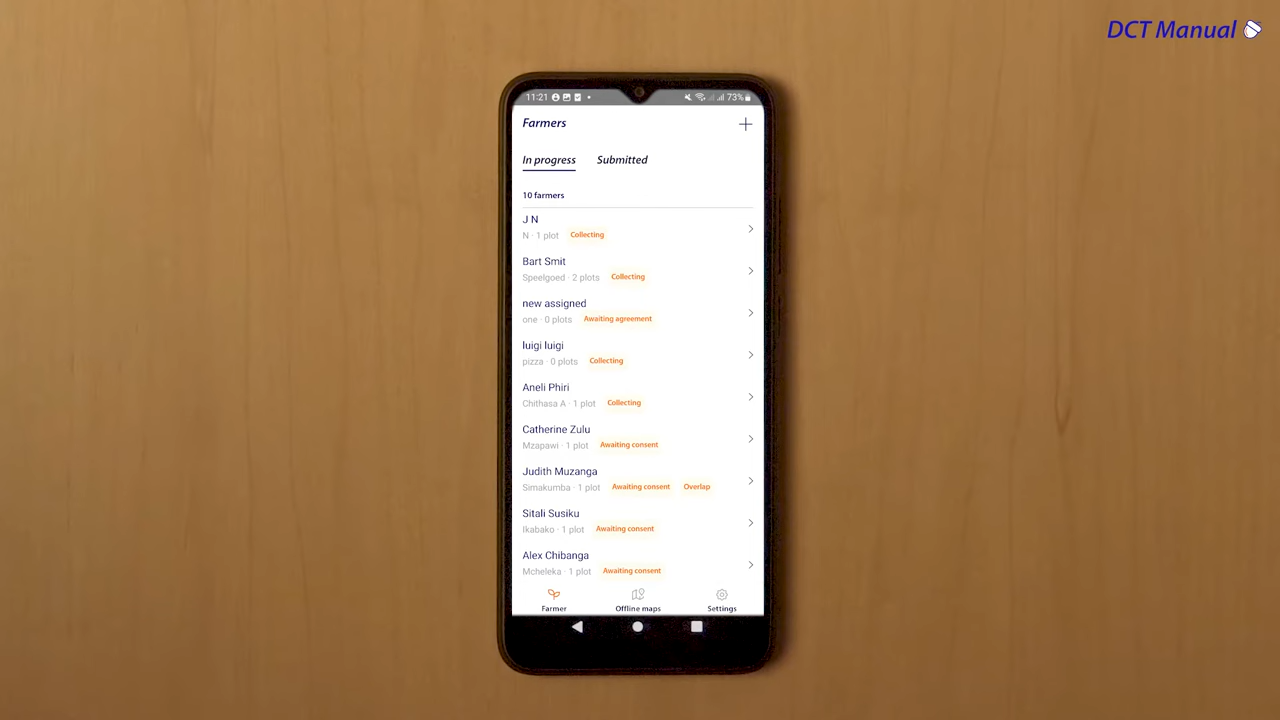 DCT Manual
11:21
73%
Farmers
In progress Submitted
10 farmers
J N
N · 1 plot Collecting
Bart Smit
Speelgoed · 2 plots Collecting
new assigned
one · 0 plots Awaiting agreement
luigi luigi
pizza · 0 plots Collecting
Aneli Phiri
Chithasa A · 1 plot Collecting
Catherine Zulu
Mzapawi · 1 plot Awaiting consent
Judith Muzanga
Simakumba · 1 plot Awaiting consent Overlap
Sitali Susiku
Ikabako · 1 plot Awaiting consent
Alex Chibanga
Mcheleka · 1 plot Awaiting consent
Farmer Offline maps Settings